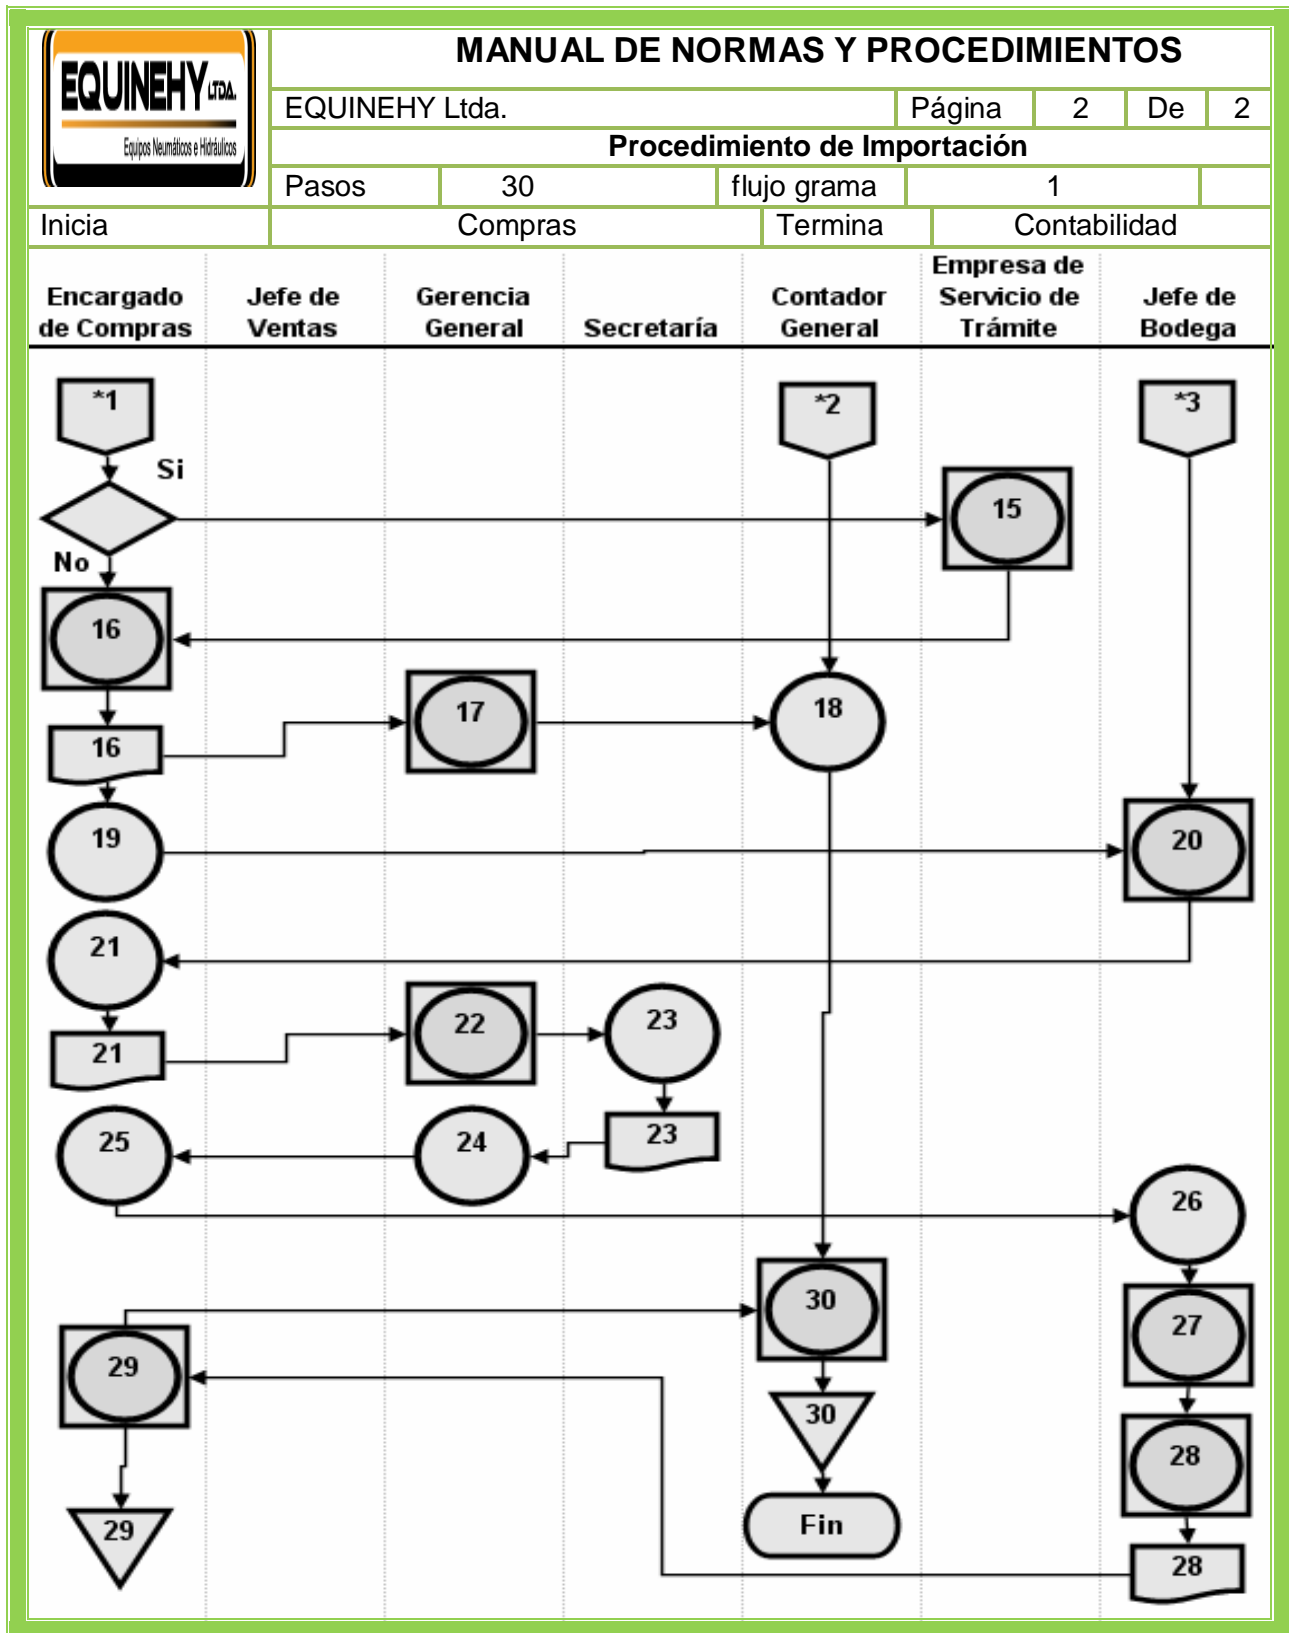 EQUINEHY LTDA.
Equipos Neumáticos e Hidráulicos
MANUAL DE NORMAS Y PROCEDIMIENTOS
EQUINEHY Ltda. Página 2 De 2
Procedimiento de Importación
Pasos 30 flujo grama 1
Inicia Compras Termina Contabilidad
Encargado de Compras
Jefe de Ventas
Gerencia General
Secretaría
Contador General
Empresa de Servicio de Trámite
Jefe de Bodega
*1
*2
*3
Si
15
No
16
17
18
16
19
20
21
22
23
21
25
24
23
26
30
27
29
30
28
29
Fin
28